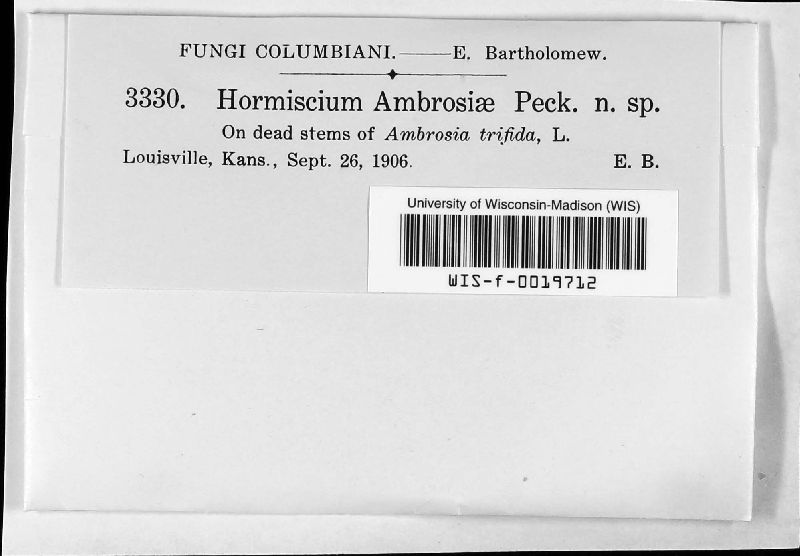 FUNGI COLUMBIANI.——E. Bartholomew.
3330. Hormiscium Ambrosiæ Peck. n. sp.
On dead stems of Ambrosia trifida, L.
Louisville, Kans., Sept. 26, 1906. E. B.
University of Wisconsin-Madison (WIS)
WIS-f-0019712